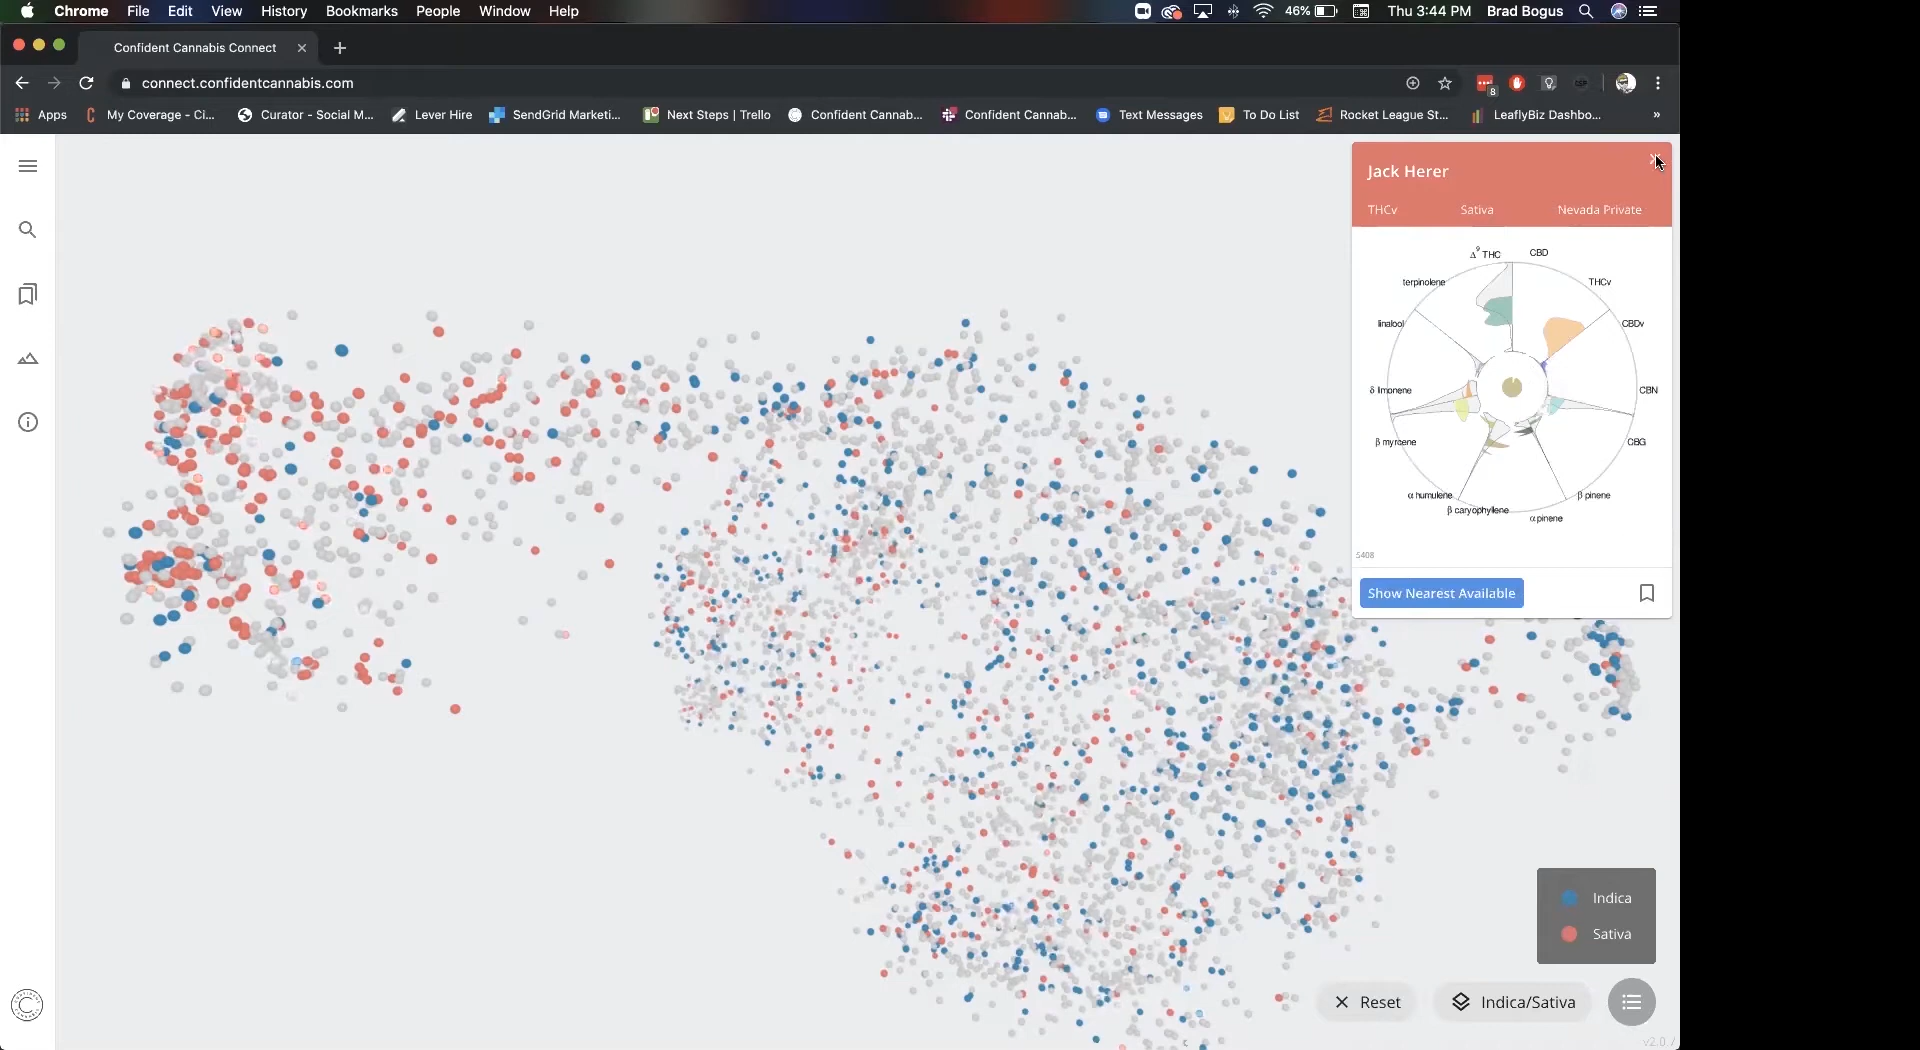 Chrome File Edit View History Bookmarks People Window Help 46% Thu 3:44 PM Brad Bogus
Confident Cannabis Connect
connect.confidentcannabis.com
8
Apps My Coverage - Ci... Curator - Social M... Lever Hire SendGrid Marketi... Next Steps | Trello Confident Cannab... Confident Cannab... Text Messages To Do List Rocket League St... LeaflyBiz Dashbo... »
Jack Herer
THCv Sativa Nevada Private
Δ⁹ THC CBD
terpinolene THCv
linalool CBDv
δ limonene CBN
β myrcene CBG
α humulene β pinene
β caryophyllene α pinene
5408
Show Nearest Available
Indica
Sativa
Reset Indica/Sativa